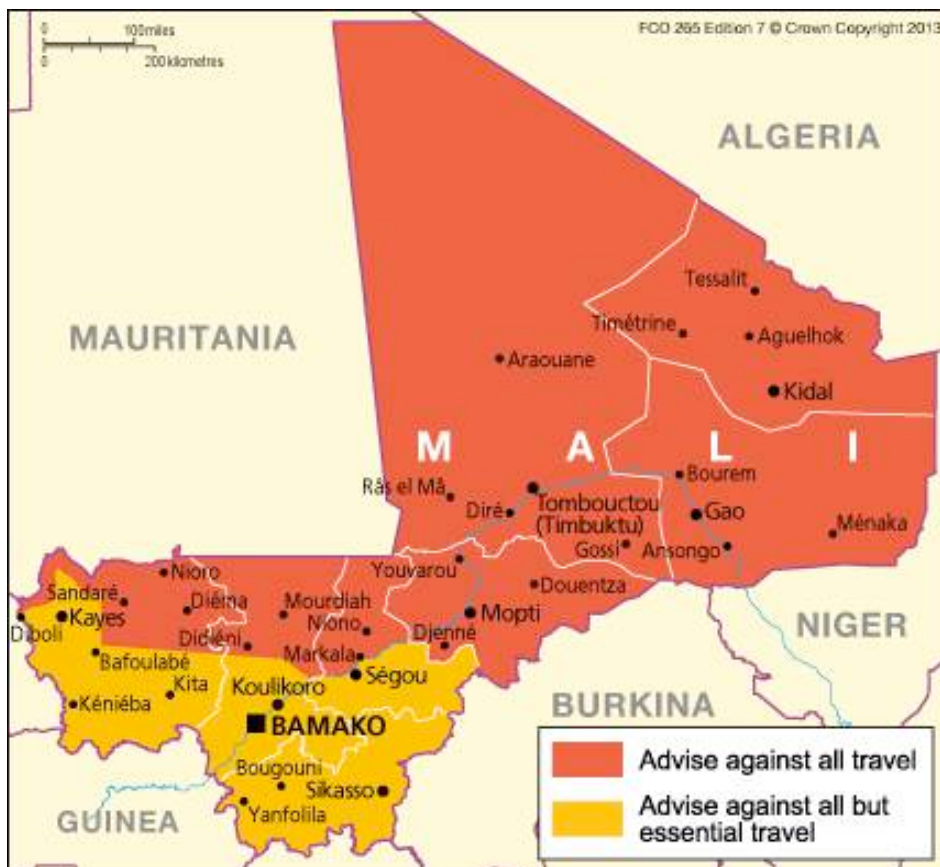 0 100miles
0 200 kilometres
FCO 265 Edition 7 © Crown Copyright 2013
ALGERIA
MAURITANIA
Tessalit
Timétrine
Aguelhok
Araouane
Kidal
M A L I
Râs el Mâ
Bourem
Tombouctou
(Timbuktu)
Diré
Gao
Ménaka
Gossi
Ansongo
Youvarou
Nioro
Douentza
Sandaré
Diéma
Mourdiah
Kayes
Mopti
Niono
NIGER
Diboli
Didiéni
Djenné
Bafoulabé
Markala
Ségou
Kita
Koulikoro
Kéniéba
BURKINA
BAMAKO
Bougouni
Sikasso
Yanfolila
GUINEA
Advise against all travel
Advise against all but
essential travel